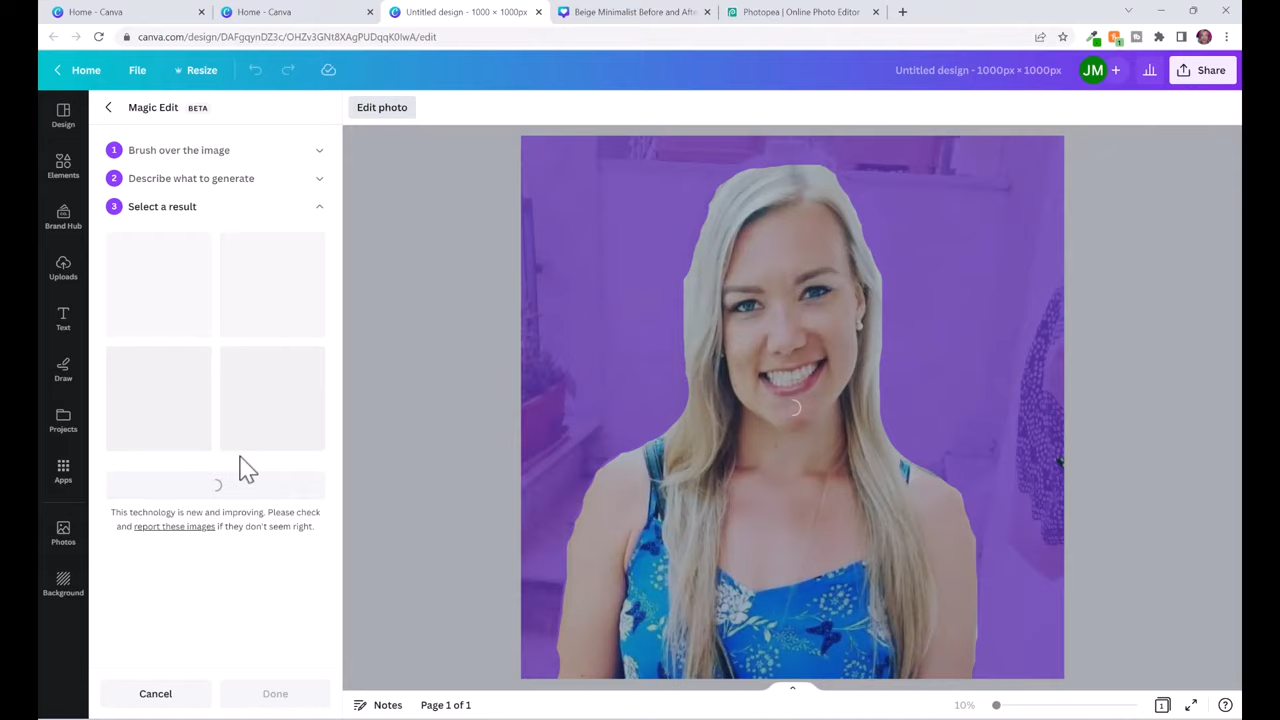 Home - Canva
Home - Canva
Untitled design - 1000 × 1000px
Beige Minimalist Before and Afte
Photopea | Online Photo Editor
canva.com/design/DAFgqynDZ3c/OHZv3GNt8XAgPUDqqK0IwA/edit
Home
File
Resize
Untitled design - 1000px × 1000px
JM
Share
Design
Elements
Brand Hub
Uploads
Text
Draw
Projects
Apps
Photos
Background
Magic Edit BETA
1 Brush over the image
2 Describe what to generate
3 Select a result
This technology is new and improving. Please check
and report these images if they don't seem right.
Cancel
Done
Edit photo
Notes
Page 1 of 1
10%
1